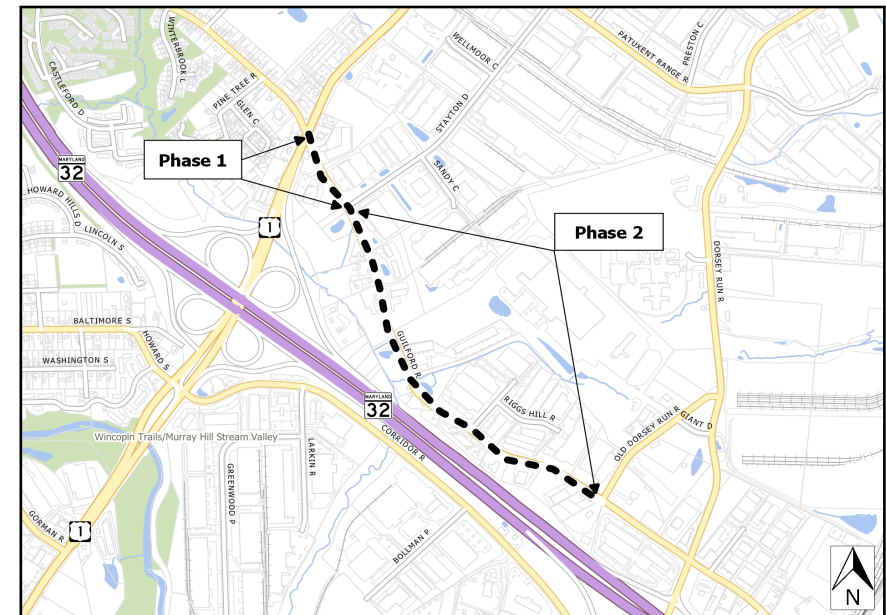 WINTERBROOK L
CASTLEFORD D
PINE TREE R
GLEN C
WELLMOOR C
STAYTON D
PATUXENT RANGE R
PRESTON C
Phase 1
MARYLAND
32
SANDY C
HOWARD HILLS D
LINCOLN S
1
Phase 2
DORSEY RUN R
BALTIMORE S
HOWARD S
WASHINGTON S
GUILFORD R
MARYLAND
32
RIGGS HILL R
CORRIDOR R
OLD DORSEY RUN R
GIANT D
Wincopin Trails/Murray Hill Stream Valley
LARKIN R
GREENWOOD P
GORMAN R
1
BOLLMAN P
N